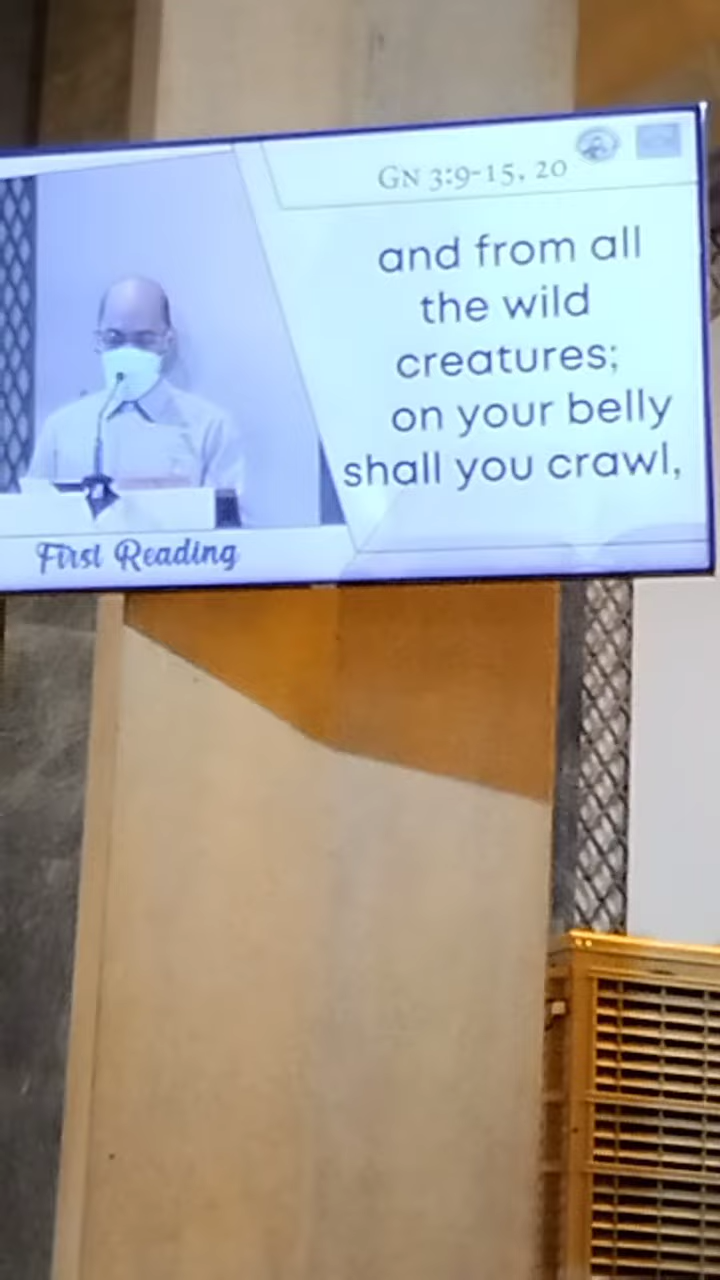 GN 3:9-15, 20
and from all
the wild
creatures;
on your belly
shall you crawl,
First Reading